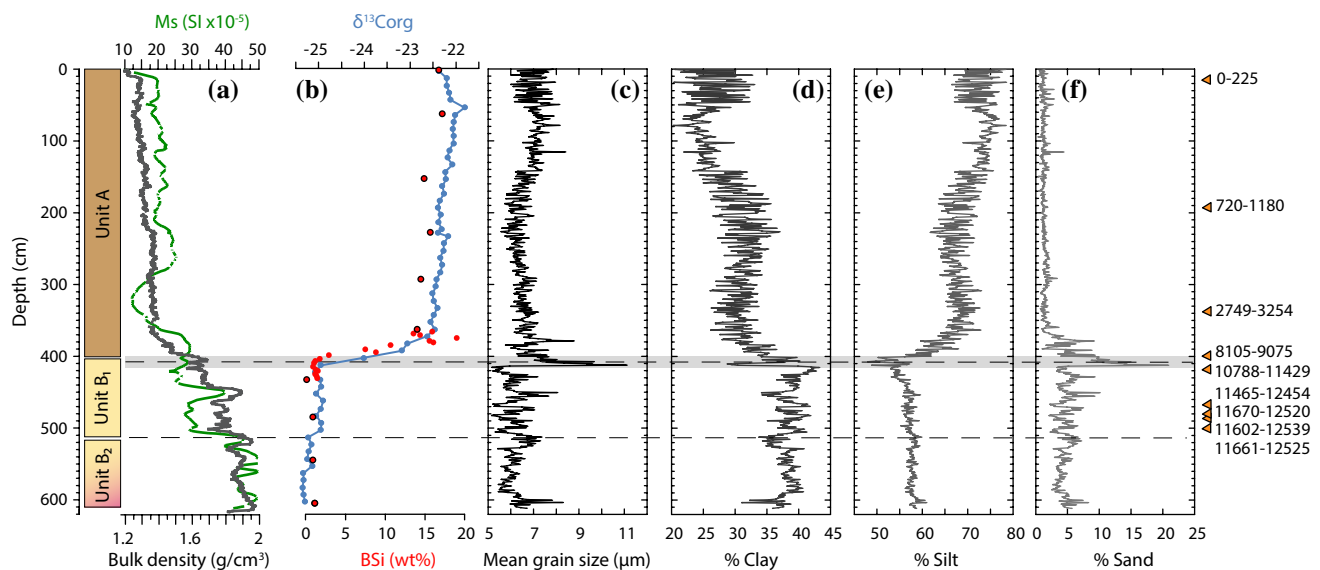 Ms (SI x10⁻⁵)
δ¹³Corg
10 20 30 40 50
-25 -24 -23 -22
(a)
(b)
(c)
(d)
(e)
(f)
Depth (cm)
0
100
200
300
400
500
600
Unit A
Unit B₁
Unit B₂
0-225
720-1180
2749-3254
8105-9075
10788-11429
11465-12454
11670-12520
11602-12539
11661-12525
1.2 1.4 1.6 1.8 2
0 5 10 15 20
5 7 9 11
20 25 30 35 40 45
50 60 70 80
0 5 10 15 20 25
Bulk density (g/cm³)
BSi (wt%)
Mean grain size (µm)
% Clay
% Silt
% Sand